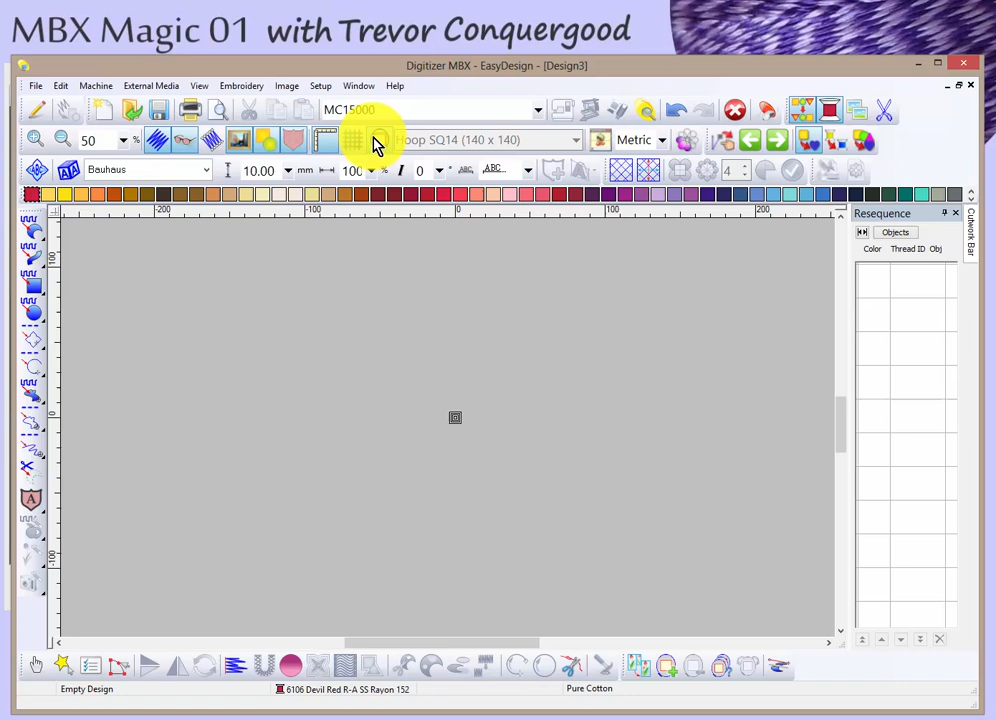 MBX Magic 01 with Trevor Conquergood
Digitizer MBX - EasyDesign - [Design3]
File Edit Machine External Media View Embroidery Image Setup Window Help
MC15000
50 % Hoop SQ14 (140 x 140) Metric
Bauhaus 10.00 mm 100 % 0 ° ABC ABC 4
-200 -100 0 100 200
100
0
-100
Resequence
Objects
Color Thread ID Obj
Cutwork Bar
A
Empty Design 6106 Devil Red R-A SS Rayon 152 Pure Cotton